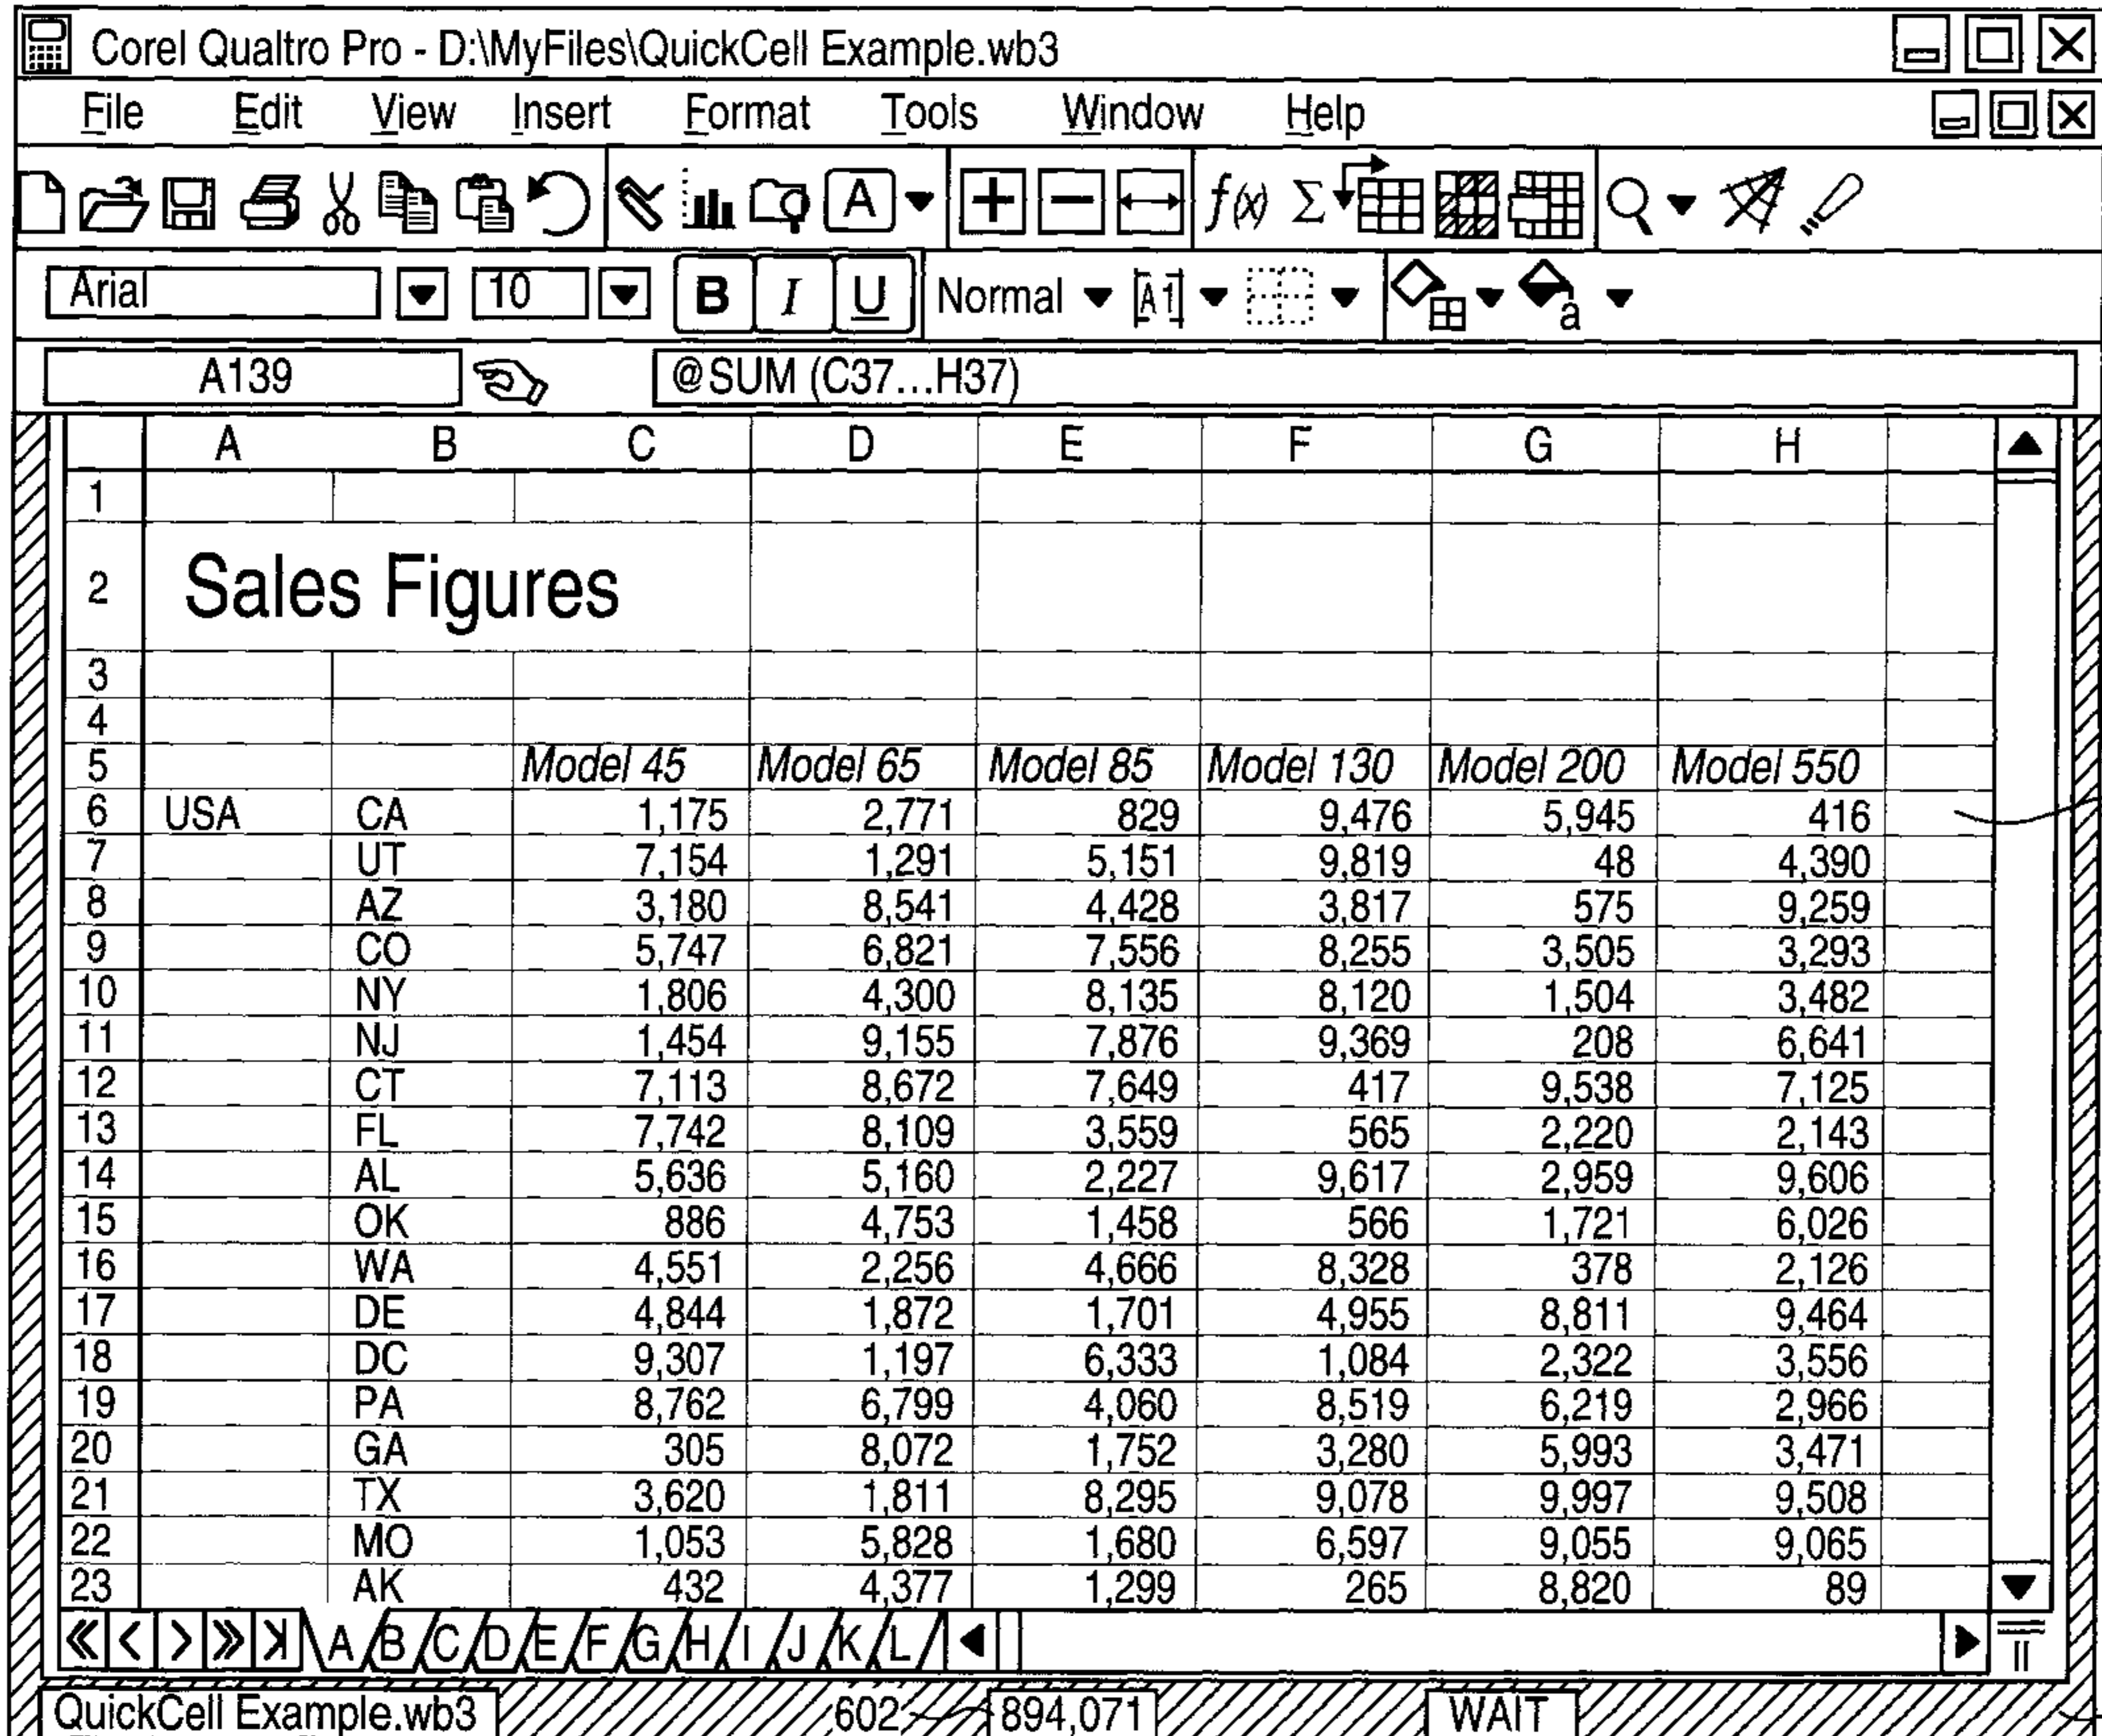 Corel Qualtro Pro - D:\MyFiles\QuickCell Example.wb3
File Edit View Insert Format Tools Window Help
A f(x) Σ
Arial 10 B I U Normal A1 a
A139 @SUM (C37...H37)
A B C D E F G H
1
2 Sales Figures
3
4
5 Model 45 Model 65 Model 85 Model 130 Model 200 Model 550
6 USA CA 1,175 2,771 829 9,476 5,945 416
7 UT 7,154 1,291 5,151 9,819 48 4,390
8 AZ 3,180 8,541 4,428 3,817 575 9,259
9 CO 5,747 6,821 7,556 8,255 3,505 3,293
10 NY 1,806 4,300 8,135 8,120 1,504 3,482
11 NJ 1,454 9,155 7,876 9,369 208 6,641
12 CT 7,113 8,672 7,649 417 9,538 7,125
13 FL 7,742 8,109 3,559 565 2,220 2,143
14 AL 5,636 5,160 2,227 9,617 2,959 9,606
15 OK 886 4,753 1,458 566 1,721 6,026
16 WA 4,551 2,256 4,666 8,328 378 2,126
17 DE 4,844 1,872 1,701 4,955 8,811 9,464
18 DC 9,307 1,197 6,333 1,084 2,322 3,556
19 PA 8,762 6,799 4,060 8,519 6,219 2,966
20 GA 305 8,072 1,752 3,280 5,993 3,471
21 TX 3,620 1,811 8,295 9,078 9,997 9,508
22 MO 1,053 5,828 1,680 6,597 9,055 9,065
23 AK 432 4,377 1,299 265 8,820 89
A B C D E F G H I J K L
QuickCell Example.wb3 602 894,071 WAIT